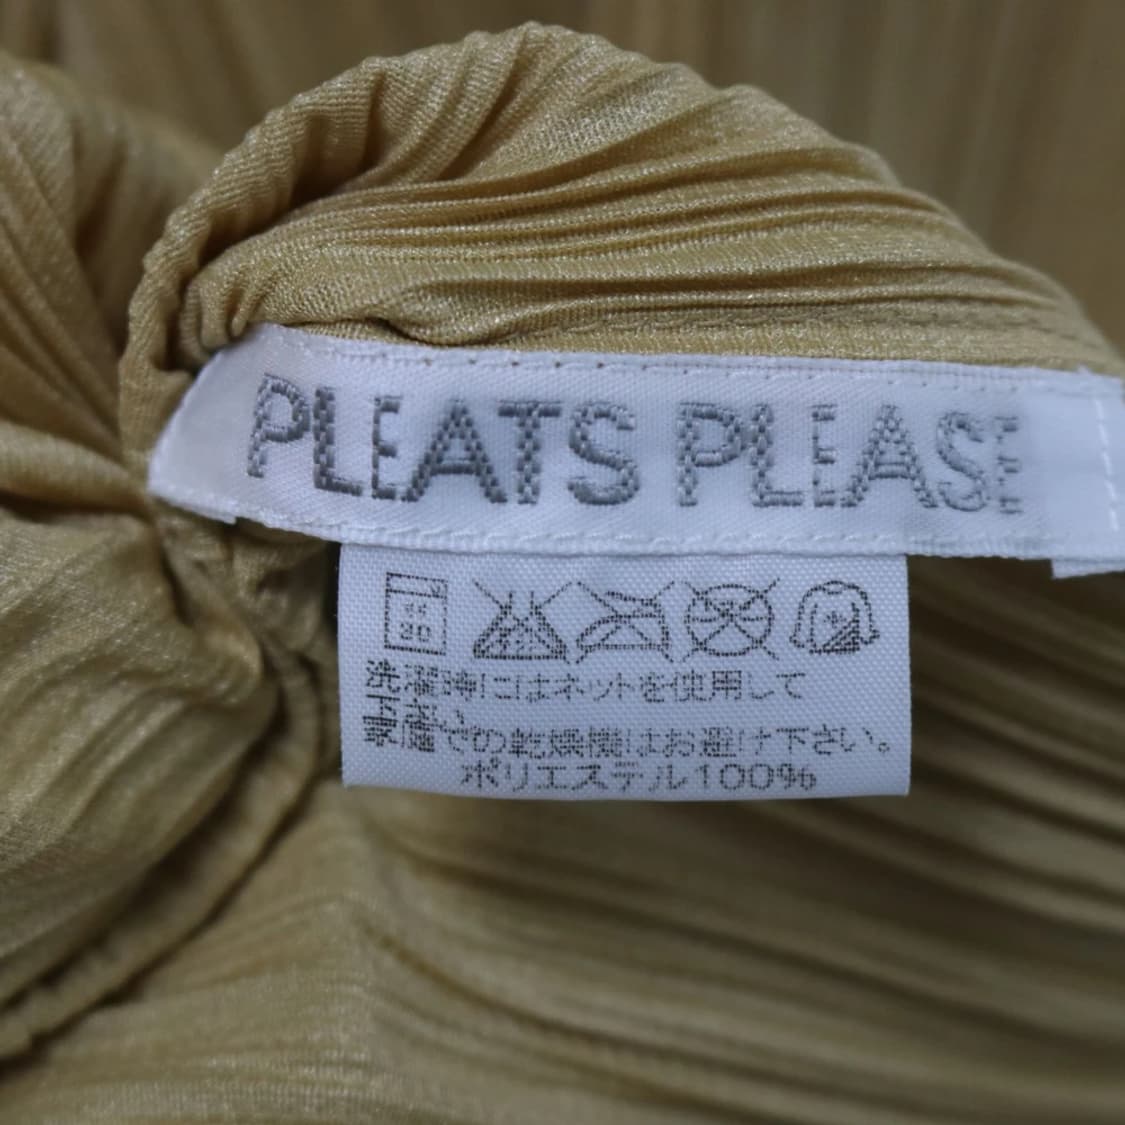 PLEATS PLEASE
洗濯時にはネットを使用して
下さい。
高温での乾燥機はお避け下さい。
ポリエステル100%